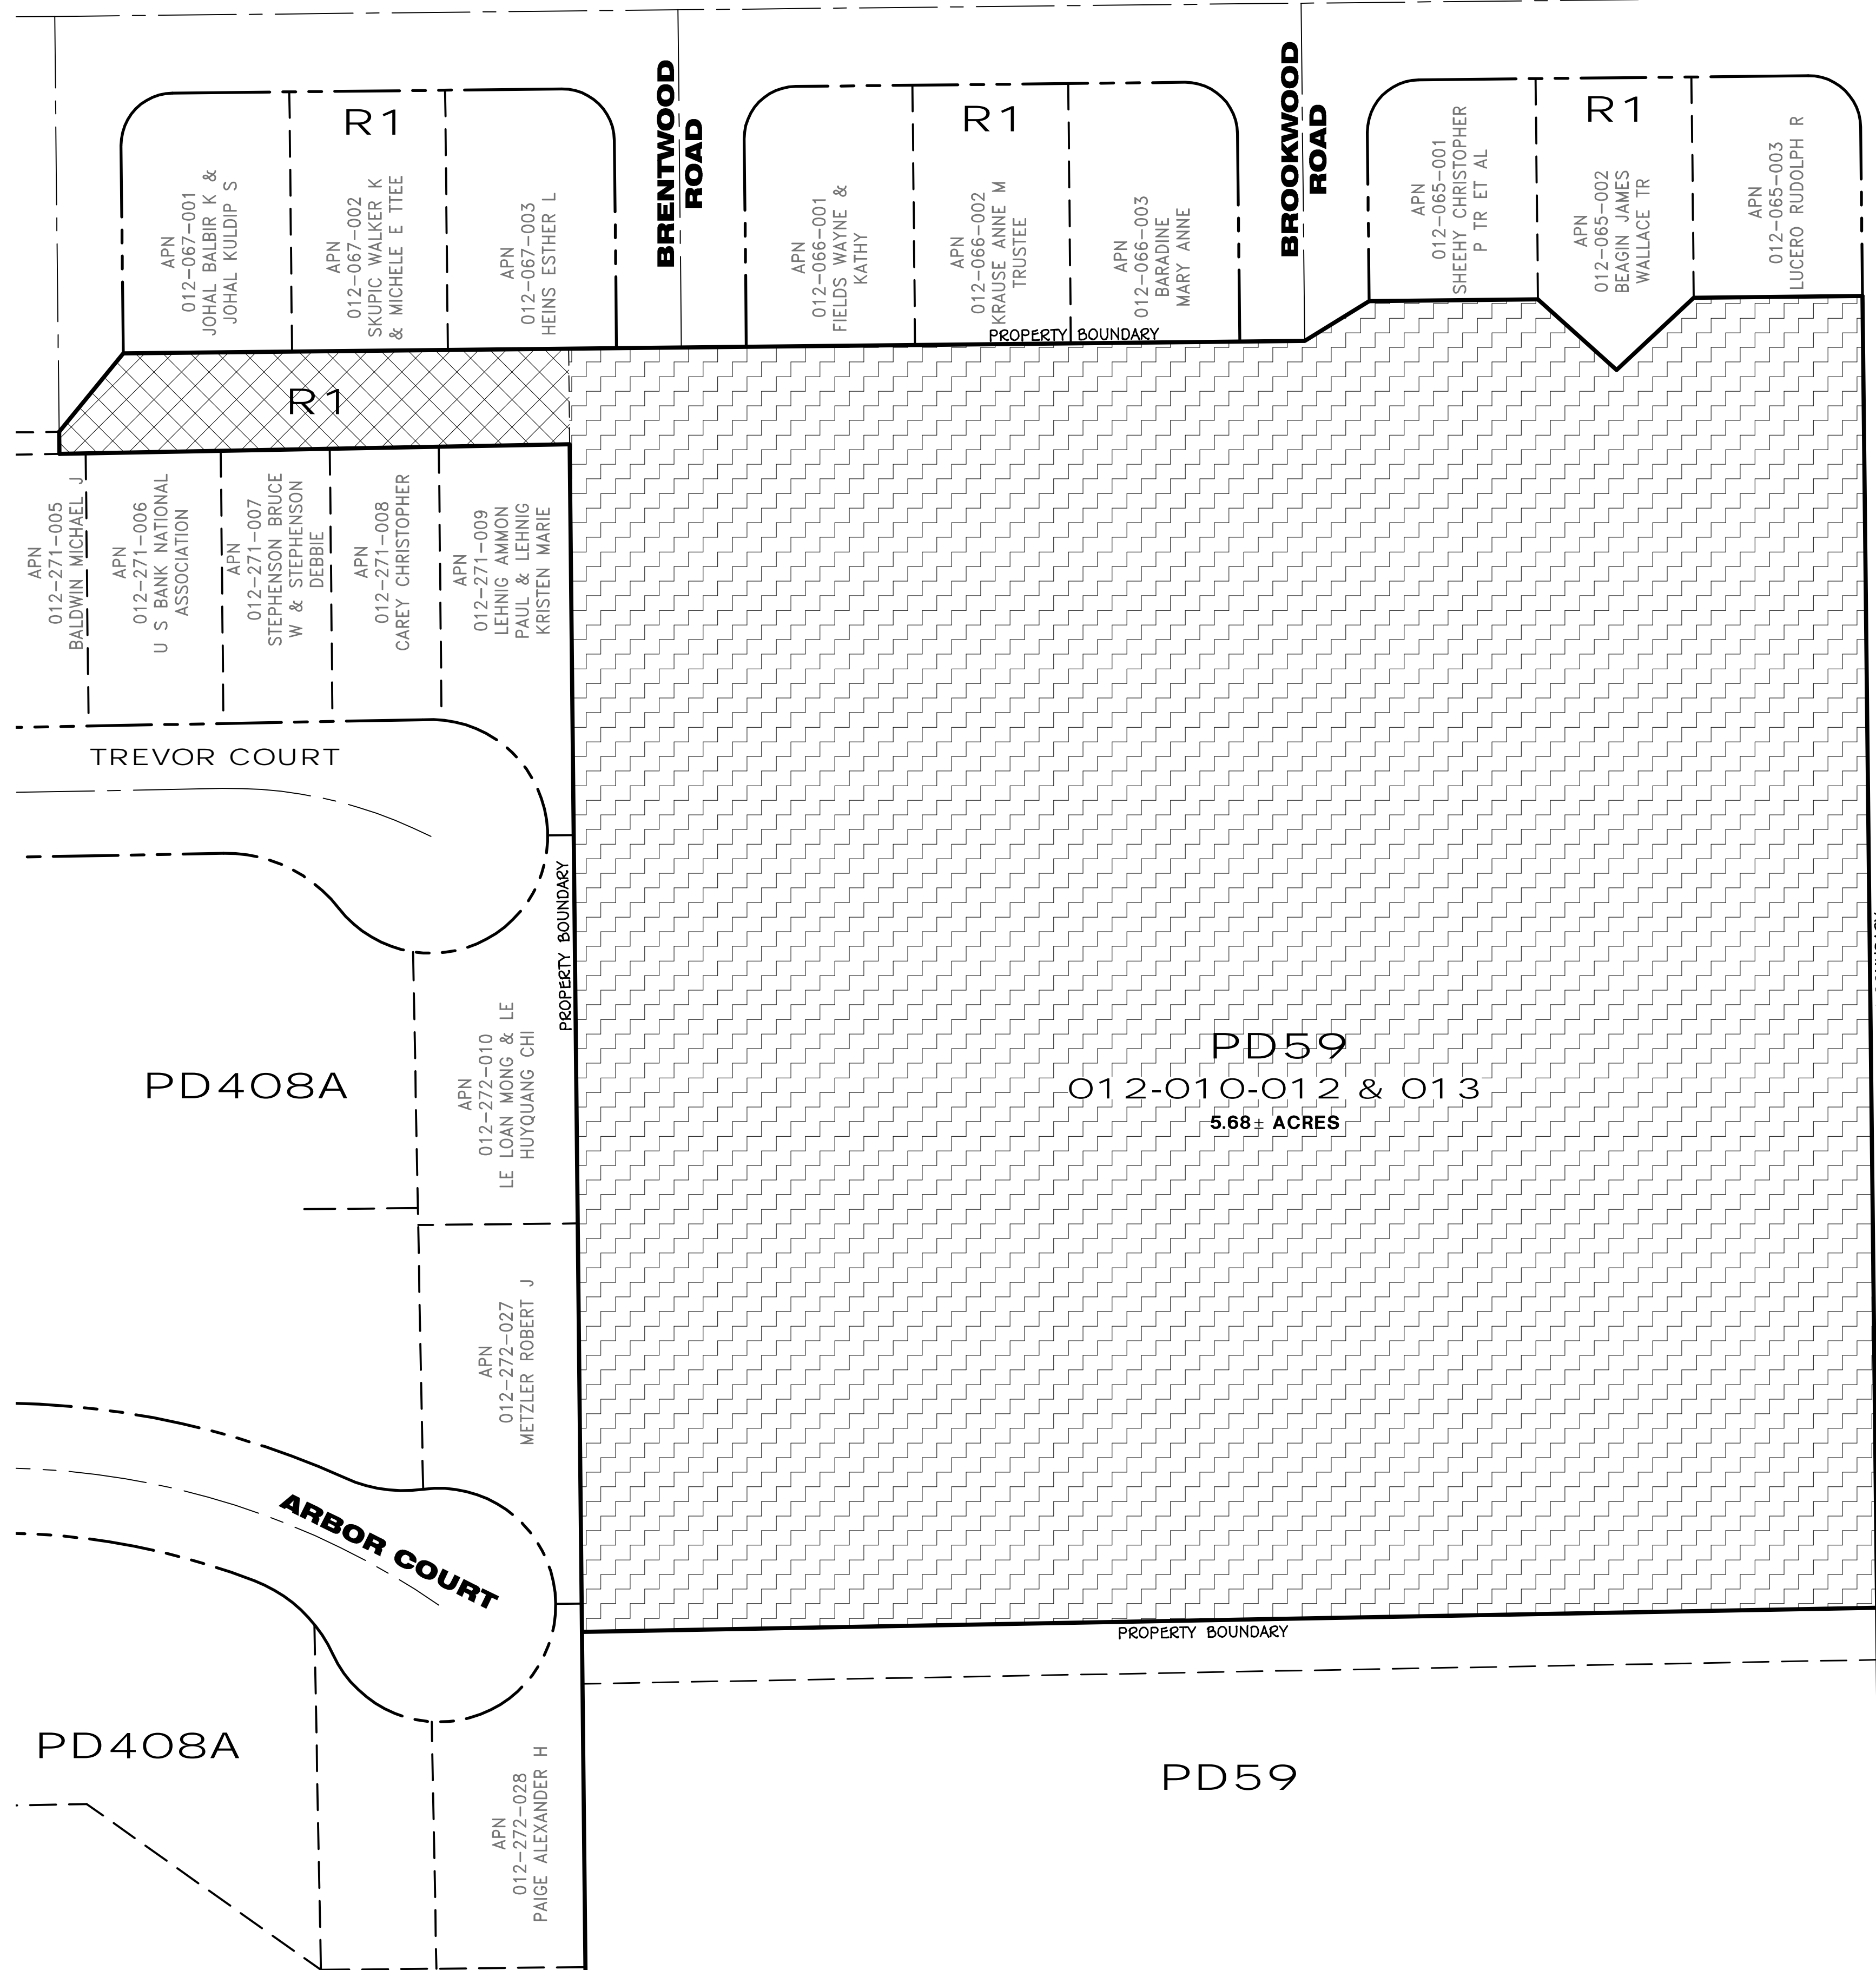 BRENTWOOD
ROAD
BROOKWOOD
ROAD
R1
R1
R1
APN
012-067-001
JOHAL BALBIR K &
JOHAL KULDIP S
APN
012-067-002
SKUPIC WALKER K
& MICHELE E TTEE
APN
012-067-003
HEINS ESTHER L
APN
012-066-001
FIELDS WAYNE &
KATHY
APN
012-066-002
KRAUSE ANNE M
TRUSTEE
APN
012-066-003
BARADINE
MARY ANNE
APN
012-065-001
SHEEHY CHRISTOPHER
P TR ET AL
APN
012-065-002
BEAGIN JAMES
WALLACE TR
APN
012-065-003
LUCERO RUDOLPH R
PROPERTY BOUNDARY
R1
APN
012-271-005
BALDWIN MICHAEL J
APN
012-271-006
U S BANK NATIONAL
ASSOCIATION
APN
012-271-007
STEPHENSON BRUCE
W & STEPHENSON
DEBBIE
APN
012-271-008
CAREY CHRISTOPHER
APN
012-271-009
LEHNIG AMMON
PAUL & LEHNIG
KRISTEN MARIE
TREVOR COURT
PROPERTY BOUNDARY
PD408A
APN
012-272-010
LE LOAN MONG & LE
HUYQUANG CHI
PD59
012-010-012 & 013
5.68± ACRES
APN
012-272-027
METZLER ROBERT J
ARBOR COURT
PROPERTY BOUNDARY
PD408A
APN
012-272-028
PAIGE ALEXANDER H
PD59